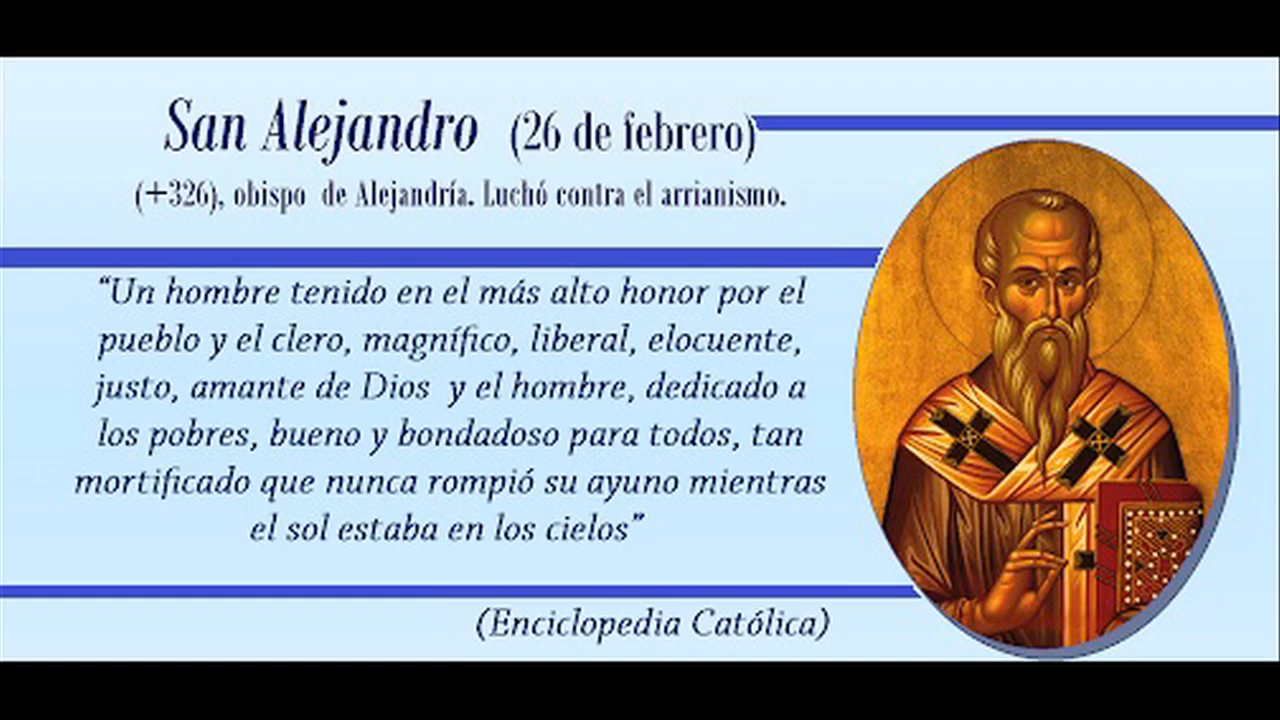 San Alejandro (26 de febrero)
(+326), obispo de Alejandría. Luchó contra el arrianismo.
“Un hombre tenido en el más alto honor por el
pueblo y el clero, magnífico, liberal, elocuente,
justo, amante de Dios y el hombre, dedicado a
los pobres, bueno y bondadoso para todos, tan
mortificado que nunca rompió su ayuno mientras
el sol estaba en los cielos”
(Enciclopedia Católica)